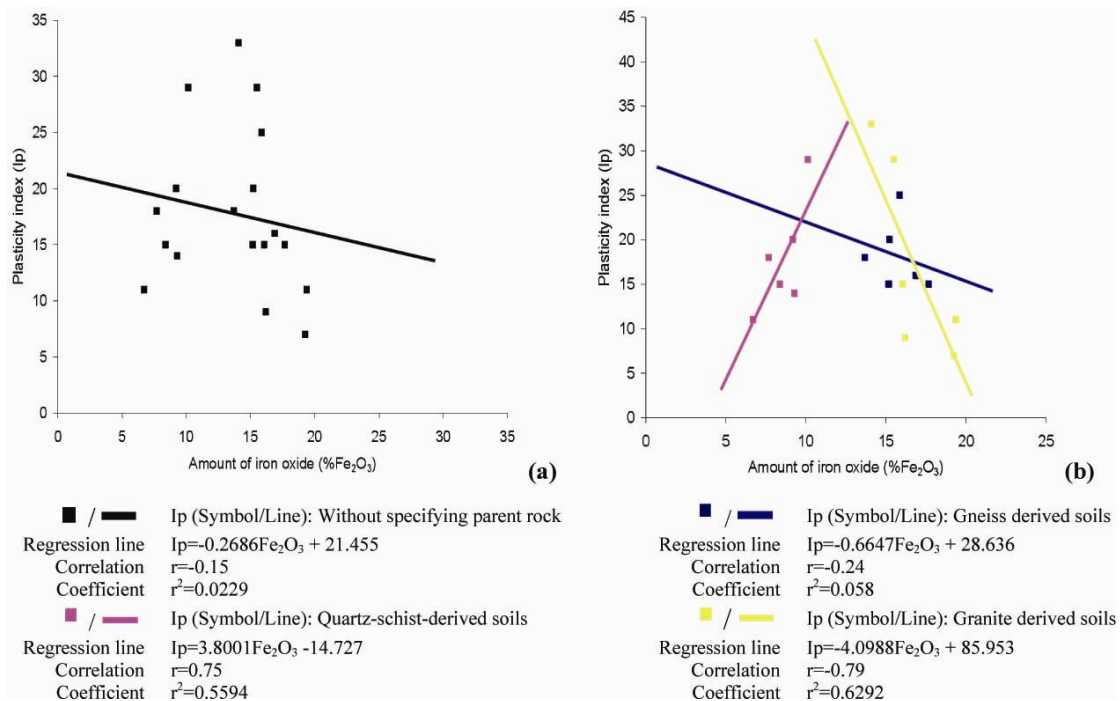 35
30
25
20
15
10
5
0
Plasticity index (Ip)
0 5 10 15 20 25 30 35
Amount of iron oxide (%Fe₂O₃)
(a)
45
40
35
30
25
20
15
10
5
0
Plasticity index (Ip)
0 5 10 15 20 25
Amount of iron oxide (%Fe₂O₃)
(b)
/ Ip (Symbol/Line): Without specifying parent rock
Regression line Ip=-0.2686Fe₂O₃ + 21.455
Correlation r=-0.15
Coefficient r²=0.0229
/ Ip (Symbol/Line): Quartz-schist-derived soils
Regression line Ip=3.8001Fe₂O₃ -14.727
Correlation r=0.75
Coefficient r²=0.5594
/ Ip (Symbol/Line): Gneiss derived soils
Regression line Ip=-0.6647Fe₂O₃ + 28.636
Correlation r=-0.24
Coefficient r²=0.058
/ Ip (Symbol/Line): Granite derived soils
Regression line Ip=-4.0988Fe₂O₃ + 85.953
Correlation r=-0.79
Coefficient r²=0.6292